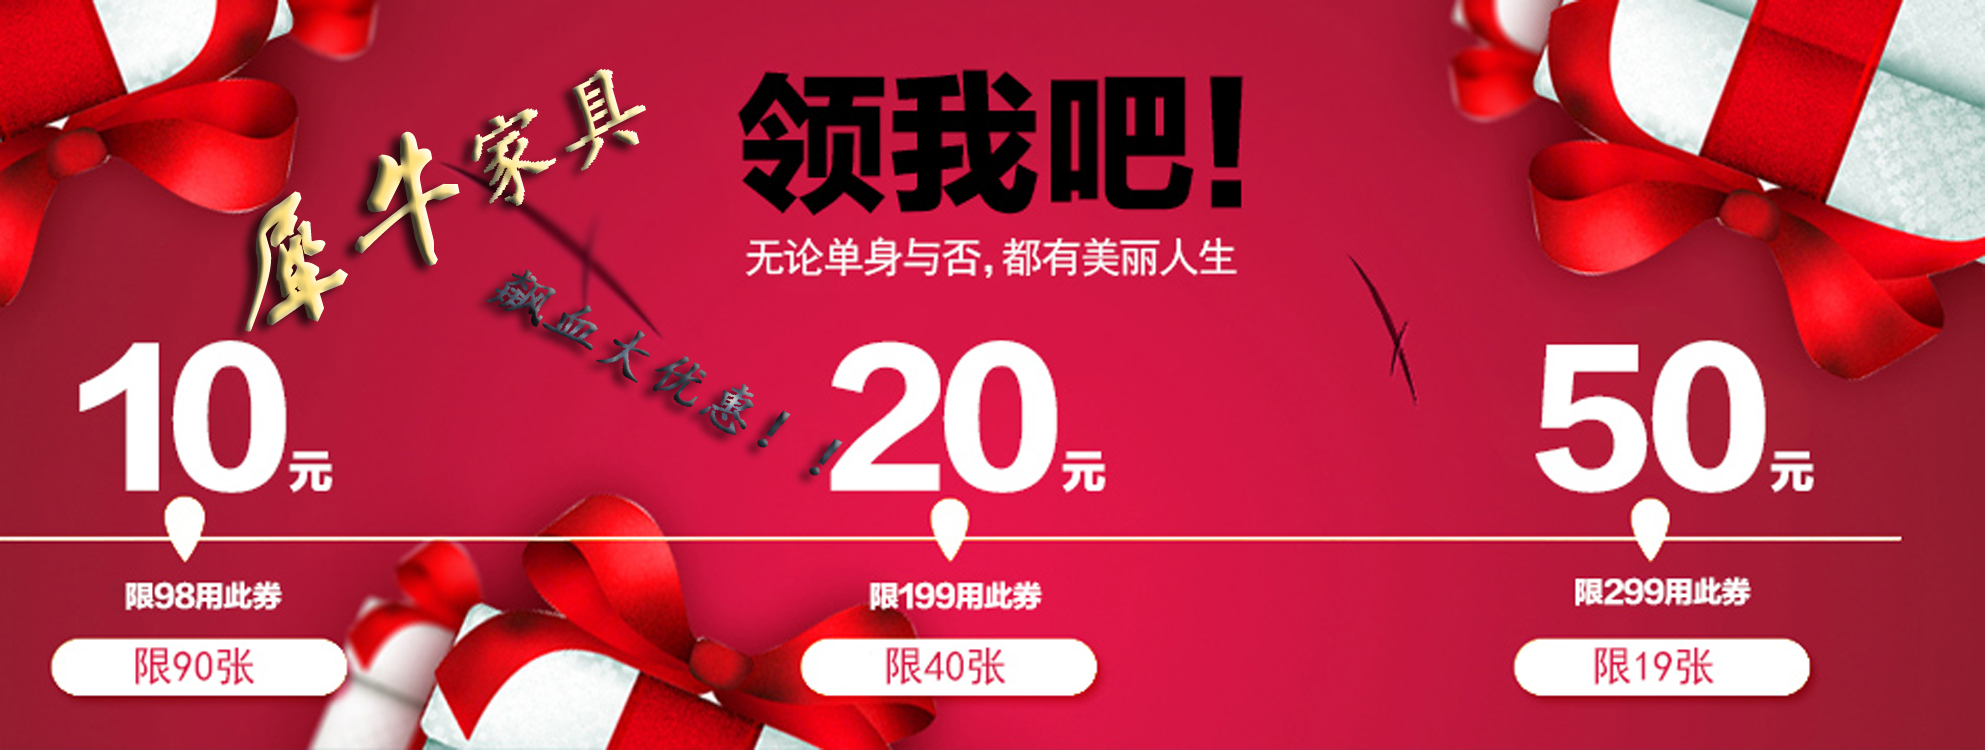 犀牛家具
飙血大优惠！！
领我吧！
无论单身与否，都有美丽人生
10元
限98用此券
限90张
20元
限199用此券
限40张
50元
限299用此券
限19张